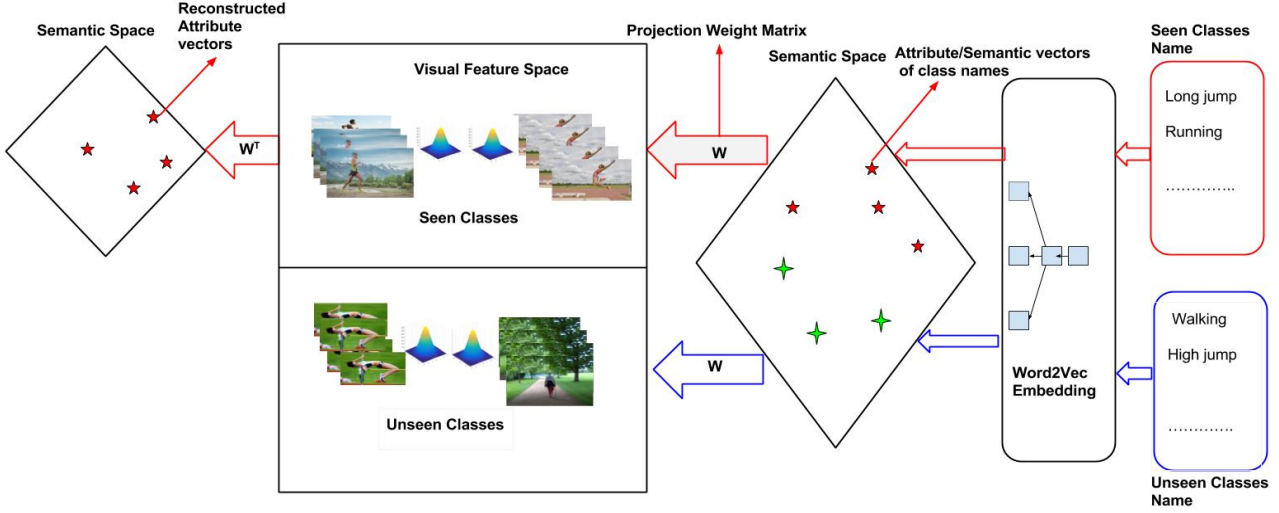 Reconstructed
Attribute
vectors
Semantic Space
Visual Feature Space
Seen Classes
Wᵀ
Unseen Classes
Projection Weight Matrix
W
W
Semantic Space
Attribute/Semantic vectors
of class names
Word2Vec
Embedding
Seen Classes
Name
Long jump
Running
…………..
Walking
High jump
………….
Unseen Classes
Name